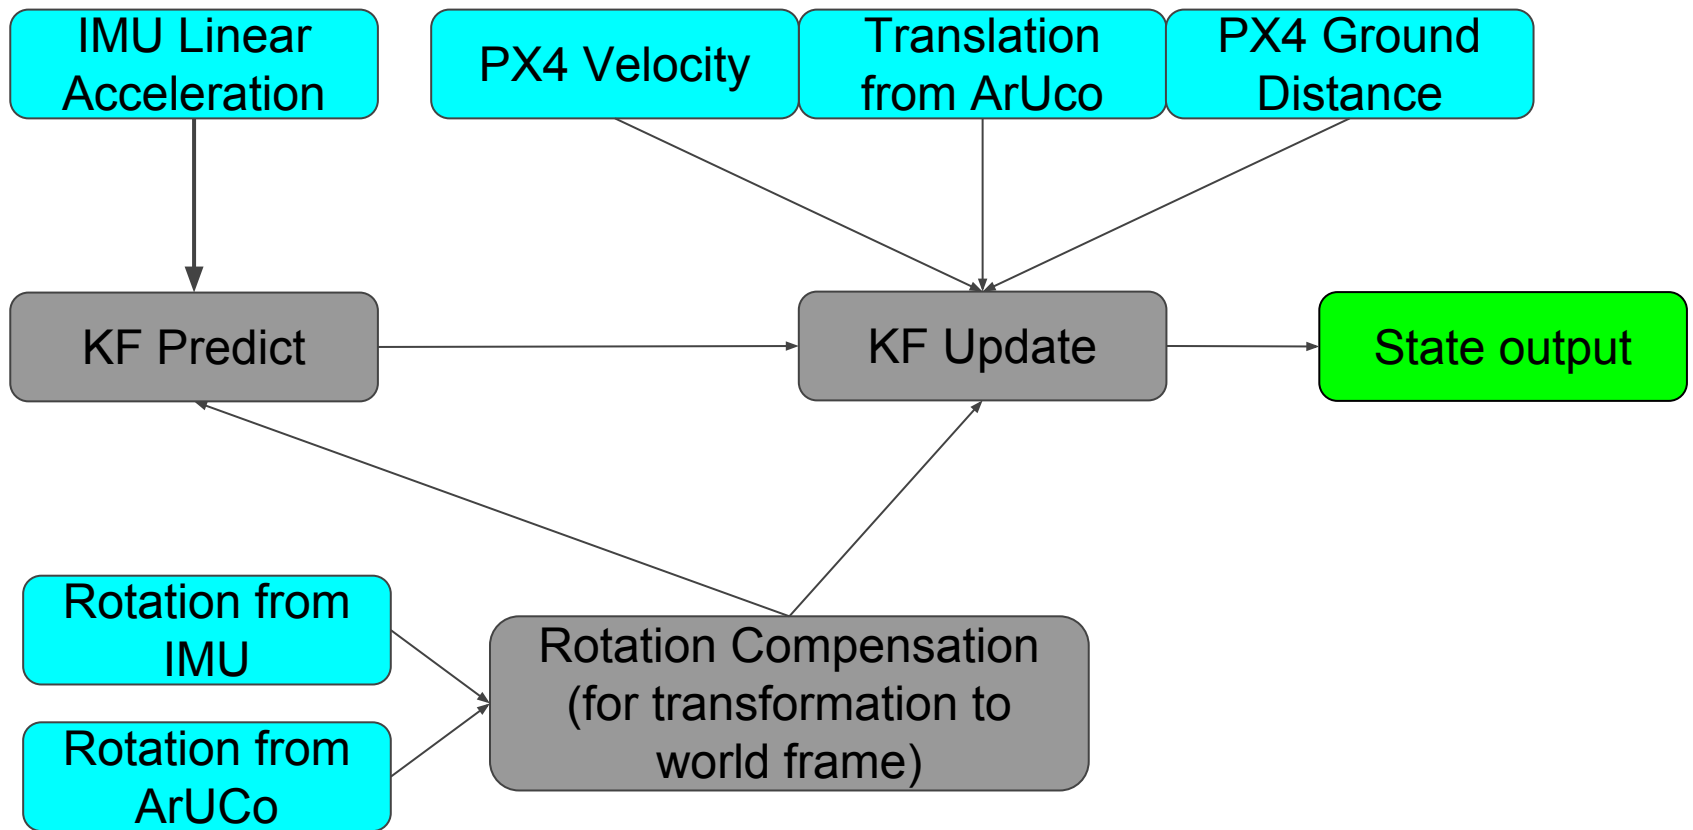 IMU Linear
Acceleration
PX4 Velocity
Translation
from ArUco
PX4 Ground
Distance
KF Predict
KF Update
State output
Rotation from
IMU
Rotation from
ArUCo
Rotation Compensation
(for transformation to
world frame)